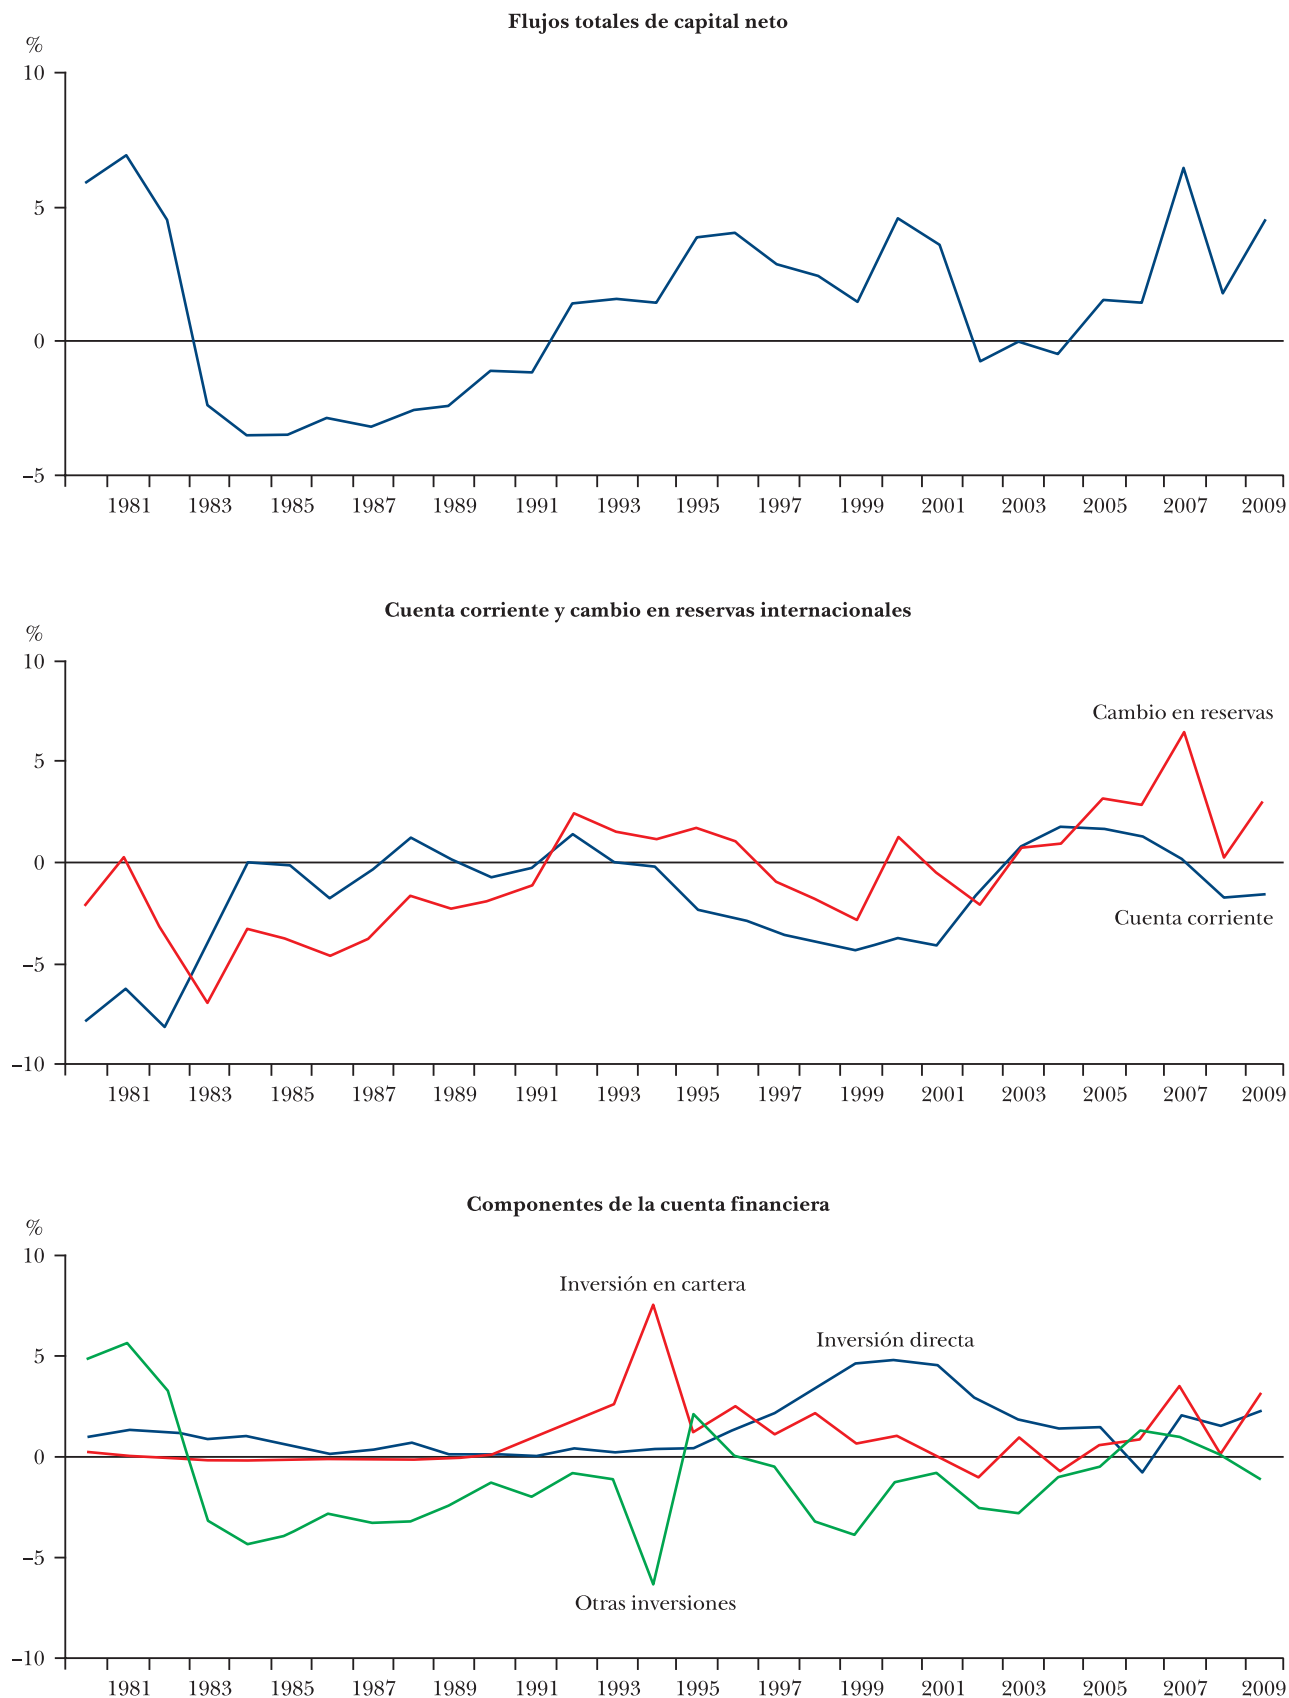 Flujos totales de capital neto
%
10
5
0
–5
1981 1983 1985 1987 1989 1991 1993 1995 1997 1999 2001 2003 2005 2007 2009
Cuenta corriente y cambio en reservas internacionales
%
10
Cambio en reservas
5
0
Cuenta corriente
–5
–10
1981 1983 1985 1987 1989 1991 1993 1995 1997 1999 2001 2003 2005 2007 2009
Componentes de la cuenta financiera
%
10
Inversión en cartera
Inversión directa
5
0
–5
Otras inversiones
–10
1981 1983 1985 1987 1989 1991 1993 1995 1997 1999 2001 2003 2005 2007 2009